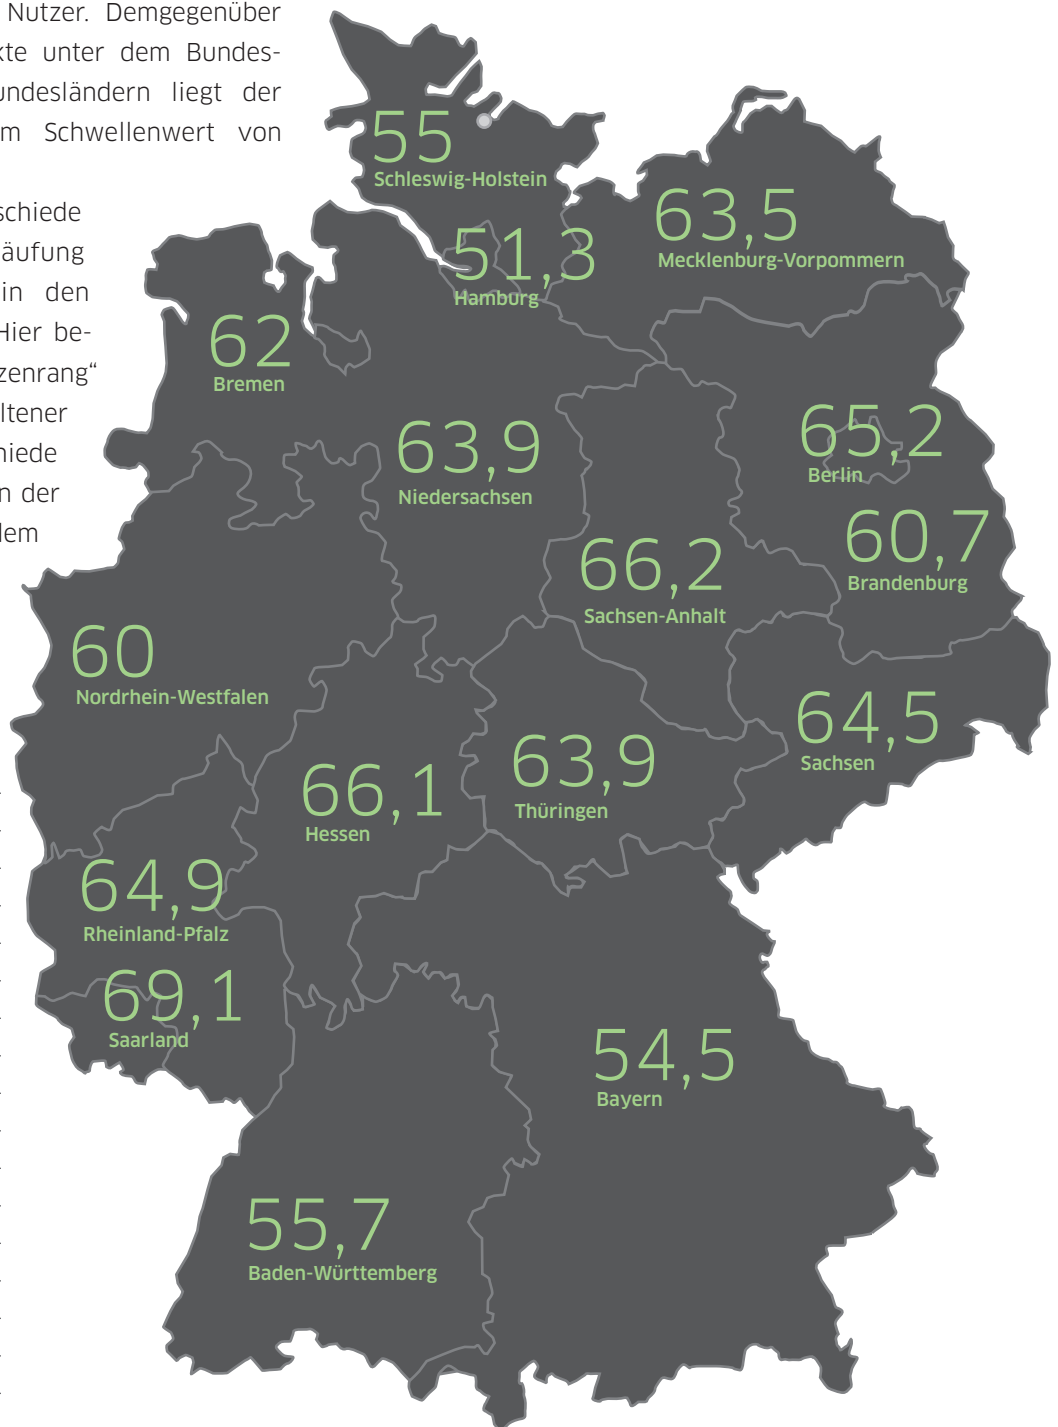 Nutzer. Demgegenüber
kte unter dem Bundes-
undesländern liegt der
m Schwellenwert von
schiede
äufung
in den
Hier be-
zenrang“
ltener
hiede
n der
dem
55
Schleswig-Holstein
63,5
Mecklenburg-Vorpommern
51,3
Hamburg
62
Bremen
63,9
Niedersachsen
65,2
Berlin
60,7
Brandenburg
66,2
Sachsen-Anhalt
60
Nordrhein-Westfalen
64,5
Sachsen
63,9
Thüringen
66,1
Hessen
64,9
Rheinland-Pfalz
69,1
Saarland
54,5
Bayern
55,7
Baden-Württemberg